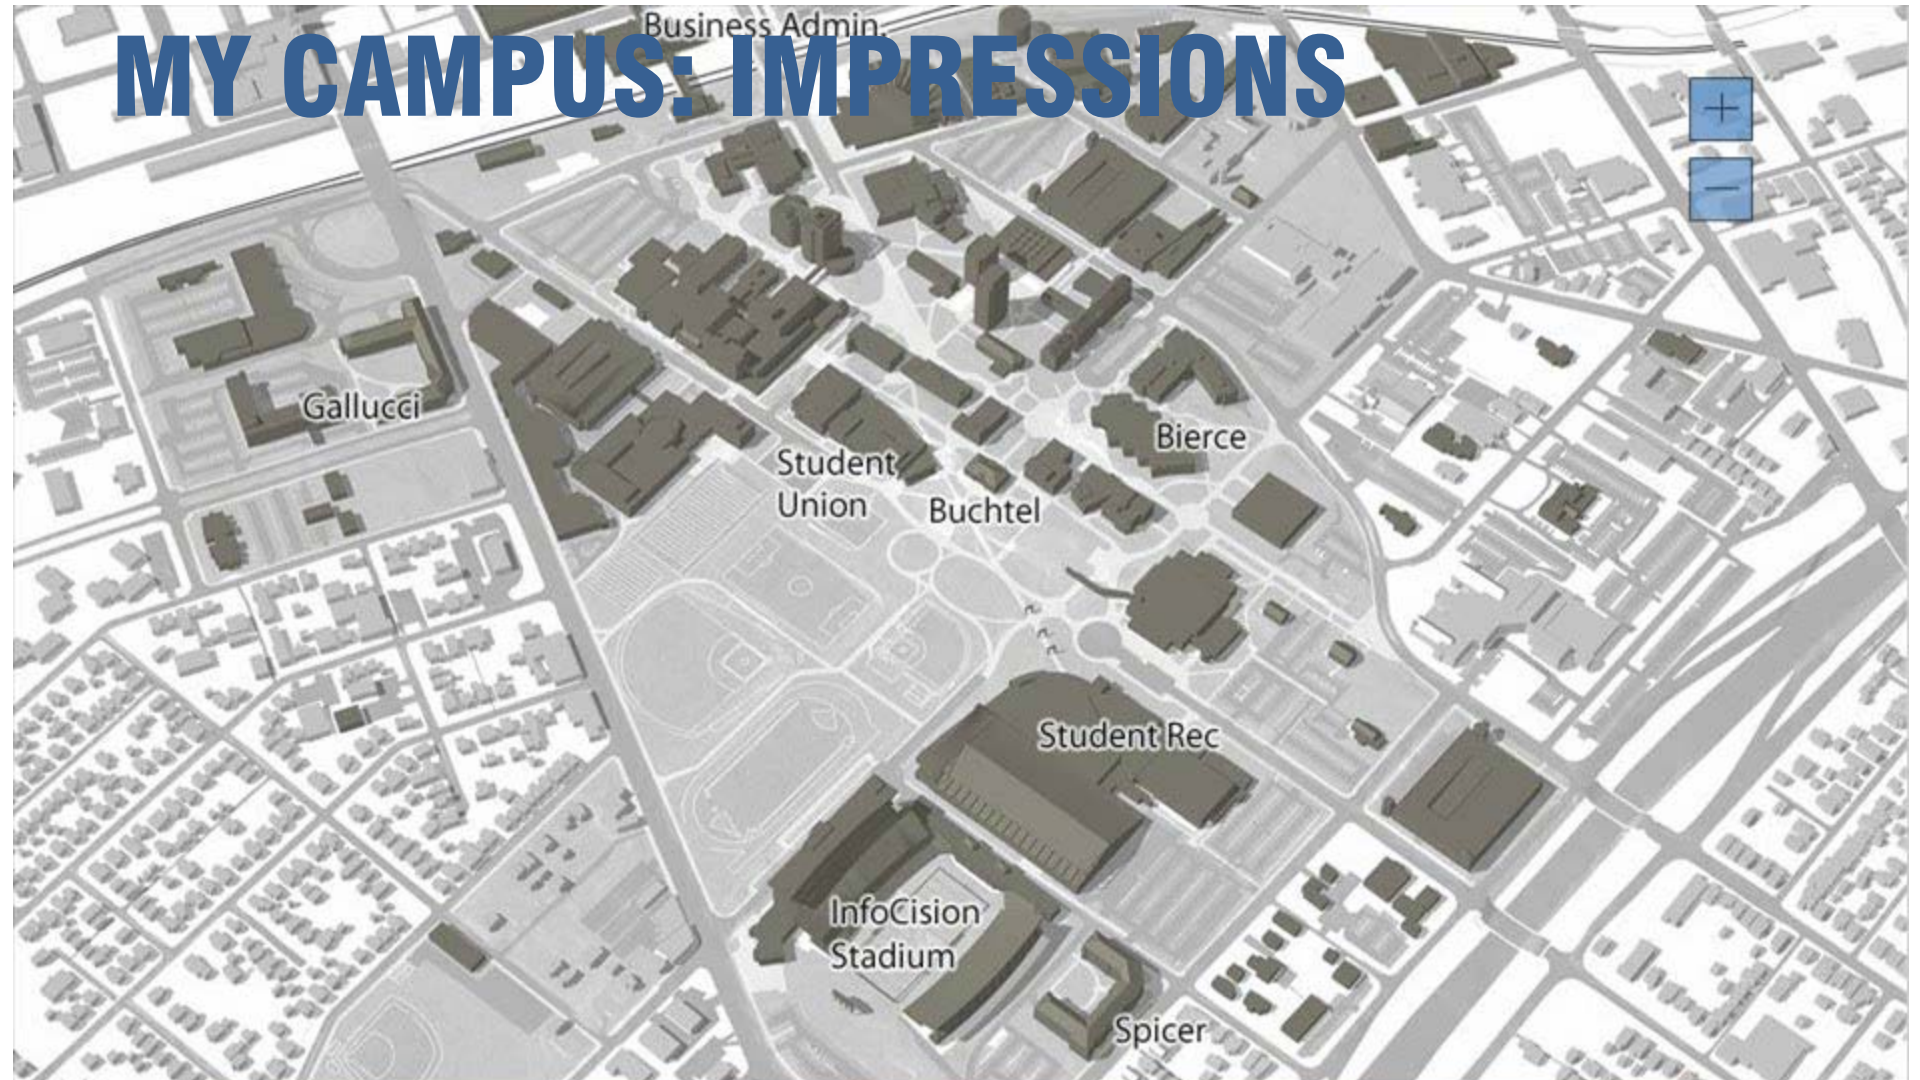 Business Admin.
MY CAMPUS: IMPRESSIONS
+
−
Gallucci
Bierce
Student
Union
Buchtel
Student Rec
InfoCision
Stadium
Spicer